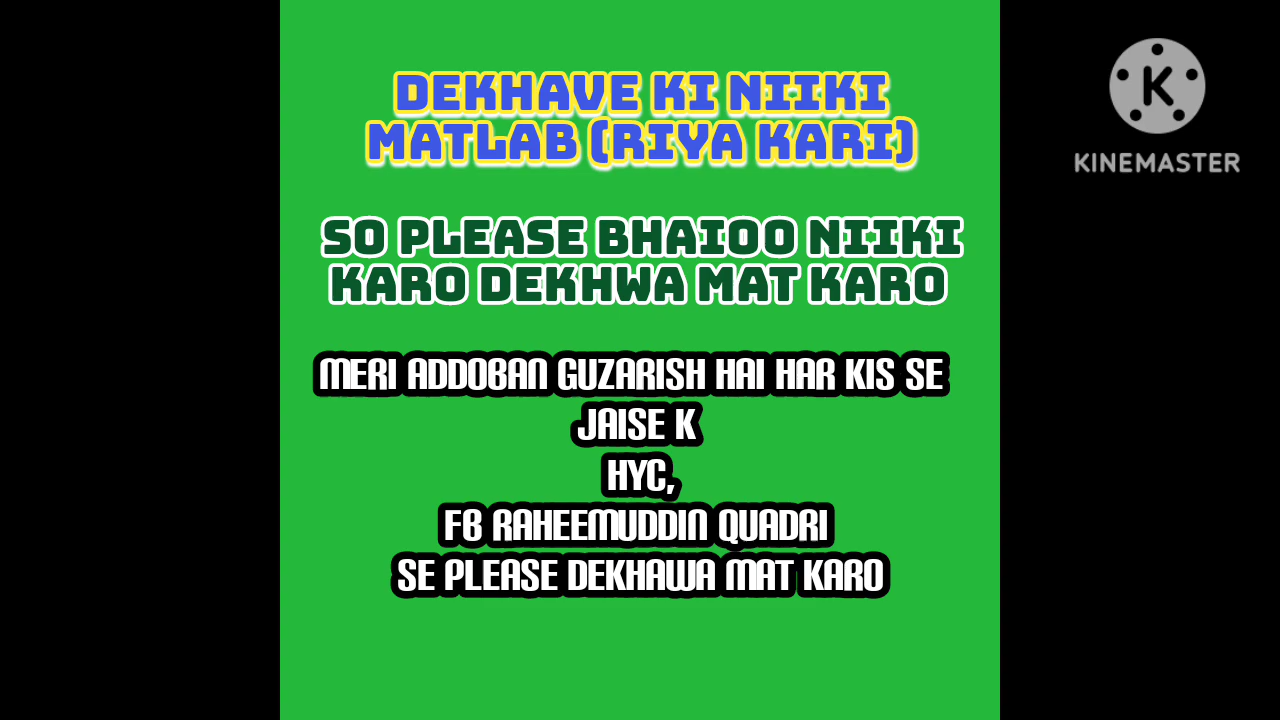 DEKHAVE KI NIIKI
MATLAB (RIYA KARI)
SO PLEASE BHAIOO NIIKI
KARO DEKHWA MAT KARO
MERI ADDOBAN GUZARISH HAI HAR KIS SE
JAISE K
HYC,
FB RAHEEMUDDIN QUADRI
SE PLEASE DEKHAWA MAT KARO
K
KINEMASTER